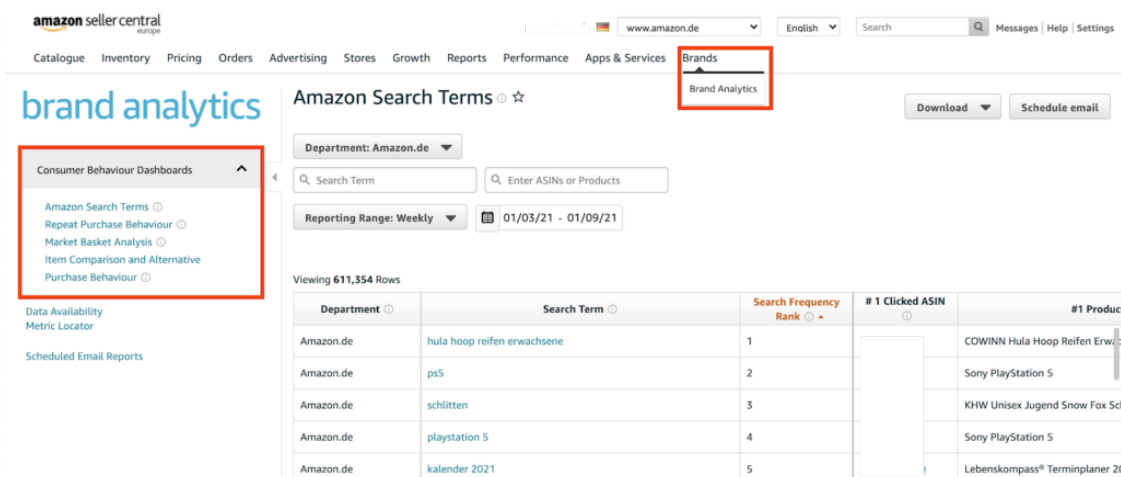 amazon seller central
europe
www.amazon.de
English
Search
Messages | Help | Settings
Catalogue Inventory Pricing Orders Advertising Stores Growth Reports Performance Apps & Services Brands
Brand Analytics
brand analytics
Consumer Behaviour Dashboards
Amazon Search Terms
Repeat Purchase Behaviour
Market Basket Analysis
Item Comparison and Alternative
Purchase Behaviour
Data Availability
Metric Locator
Scheduled Email Reports
Amazon Search Terms
Download
Schedule email
Department: Amazon.de
Search Term
Enter ASINs or Products
Reporting Range: Weekly
01/03/21 - 01/09/21
Viewing 611,354 Rows
Department Search Term Search Frequency Rank # 1 Clicked ASIN #1 Produc
Amazon.de hula hoop reifen erwachsene 1 COWINN Hula Hoop Reifen Erwac
Amazon.de ps5 2 Sony PlayStation 5
Amazon.de schlitten 3 KHW Unisex Jugend Snow Fox Sc
Amazon.de playstation 5 4 Sony PlayStation 5
Amazon.de kalender 2021 5 Lebenskompass® Terminplaner 20